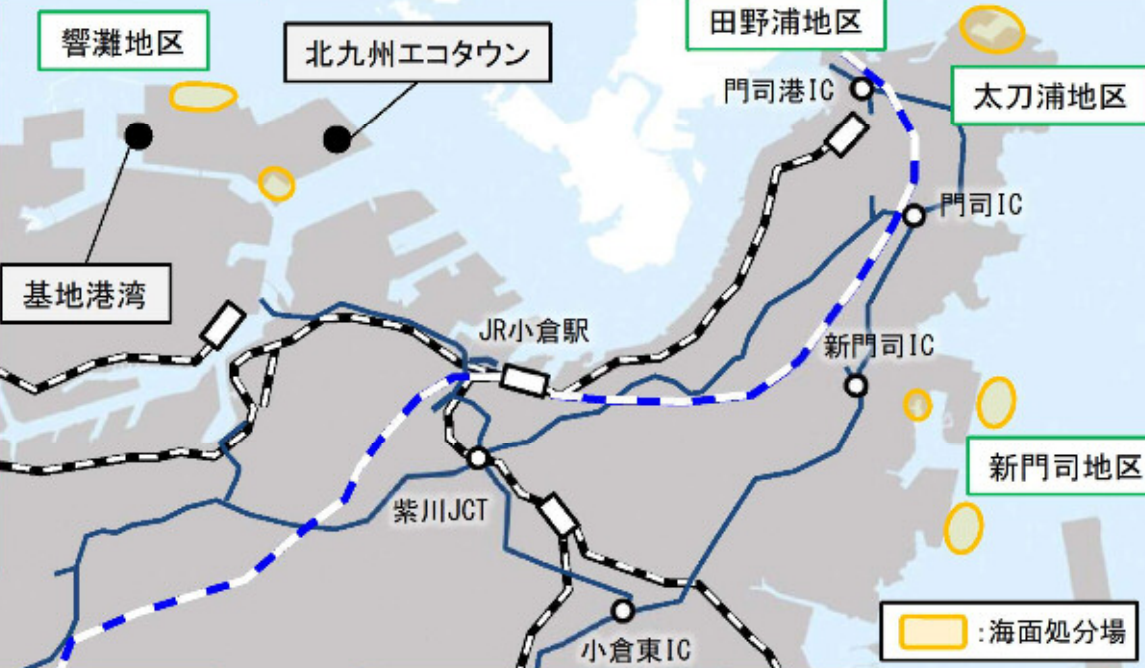 響灘地区
北九州エコタウン
田野浦地区
門司港IC
太刀浦地区
門司IC
基地港湾
JR小倉駅
新門司IC
新門司地区
紫川JCT
:海面処分場
小倉東IC